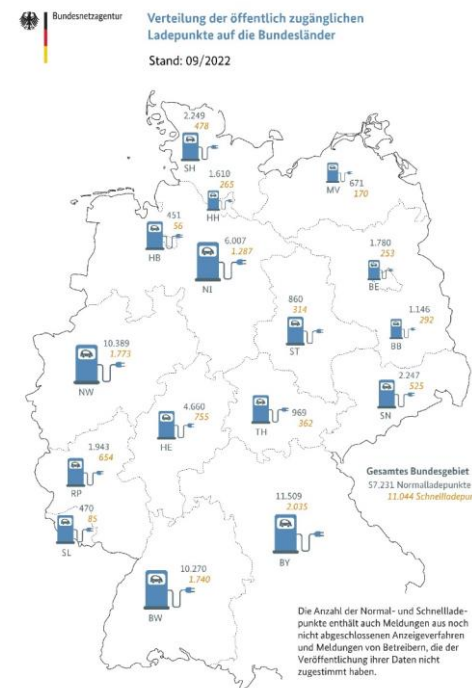 Bundesnetzagentur
Verteilung der öffentlich zugänglichen
Ladepunkte auf die Bundesländer
Stand: 09/2022
2.249
478
SH
1.610
265
HH
671
170
MV
451
56
HB
6.007
1.287
NI
1.780
253
BE
860
314
ST
1.146
292
BB
10.389
1.773
NW
2.247
525
SN
4.660
755
HE
969
362
TH
1.943
654
RP
Gesamtes Bundesgebiet
57.231 Normalladepunkte
11.044 Schnellladepu
470
85
SL
11.509
2.035
BY
10.270
1.740
BW
Die Anzahl der Normal- und Schnelllade-
punkte enthält auch Meldungen aus noch
nicht abgeschlossenen Anzeigeverfahren
und Meldungen von Betreibern, die der
Veröffentlichung ihrer Daten nicht
zugestimmt haben.